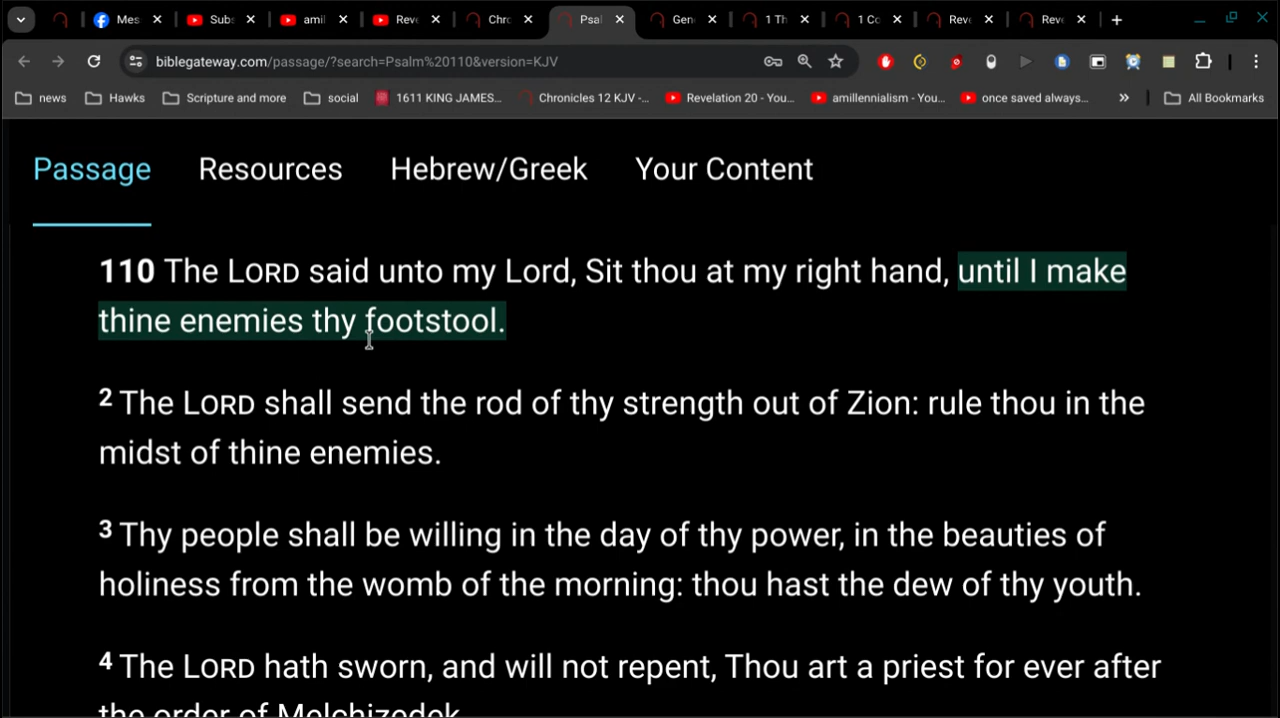 Mes
Subs
amil
Reve
Chro
Psal
Gen
1 Th
1 Co
Reve
Reve
biblegateway.com/passage/?search=Psalm%20110&version=KJV
news
Hawks
Scripture and more
social
1611 KING JAMES...
Chronicles 12 KJV -...
Revelation 20 - You...
amillennialism - You...
once saved always...
»
All Bookmarks
Passage
Resources
Hebrew/Greek
Your Content
110 The LORD said unto my Lord, Sit thou at my right hand, until I make
thine enemies thy footstool.
2 The LORD shall send the rod of thy strength out of Zion: rule thou in the
midst of thine enemies.
3 Thy people shall be willing in the day of thy power, in the beauties of
holiness from the womb of the morning: thou hast the dew of thy youth.
4 The LORD hath sworn, and will not repent, Thou art a priest for ever after
the order of Melchizedek.